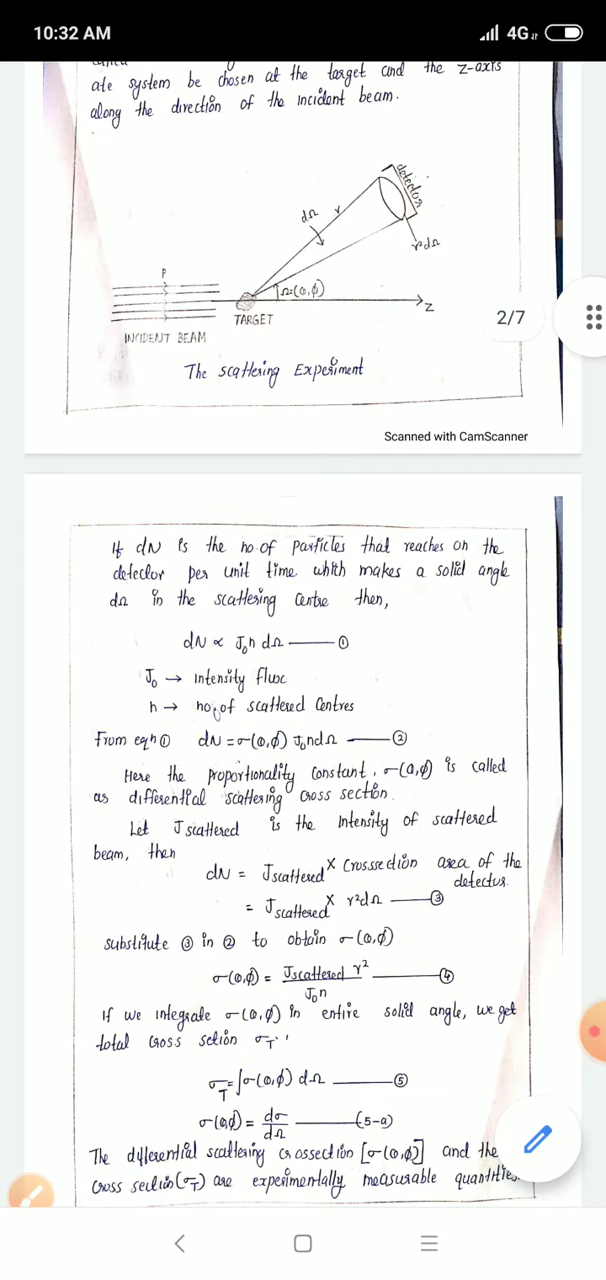 10:32 AM
4G
ate system be chosen at the target and the z-axis
along the direction of the incident beam.
detector
dΩ
r
r²dΩ
P
Ω=(θ,ϕ)
Z
TARGET
INCIDENT BEAM
2/7
The scattering Experiment
Scanned with CamScanner
If dN is the no.of particles that reaches on the
detector per unit time which makes a solid angle
dΩ in the scattering centre then,
dN ∝ J₀n dΩ ——— ①
J₀ → intensity flux
n → no. of scattered centres
From eqn ① dN = σ(θ,ϕ) J₀ndΩ ——— ②
Here the proportionality constant, σ(θ,ϕ) is called
as differential scattering cross section.
Let Jscattered is the intensity of scattered
beam, then
dN = Jscattered × crossection area of the
detector.
= Jscattered × r²dΩ ——— ③
substitute ③ in ② to obtain σ(θ,ϕ)
σ(θ,ϕ) = Jscattered r² / J₀n ——— ④
If we integrate σ(θ,ϕ) in entire solid angle, we get
total cross sction σT.
σT = ∫σ(θ,ϕ) dΩ ——— ⑤
σ(θ,ϕ) = dσ/dΩ ——— (5-a)
The differential scattering crossection [σ(θ,ϕ)] and the
cross section(σT) are experimentally measurable quantities.